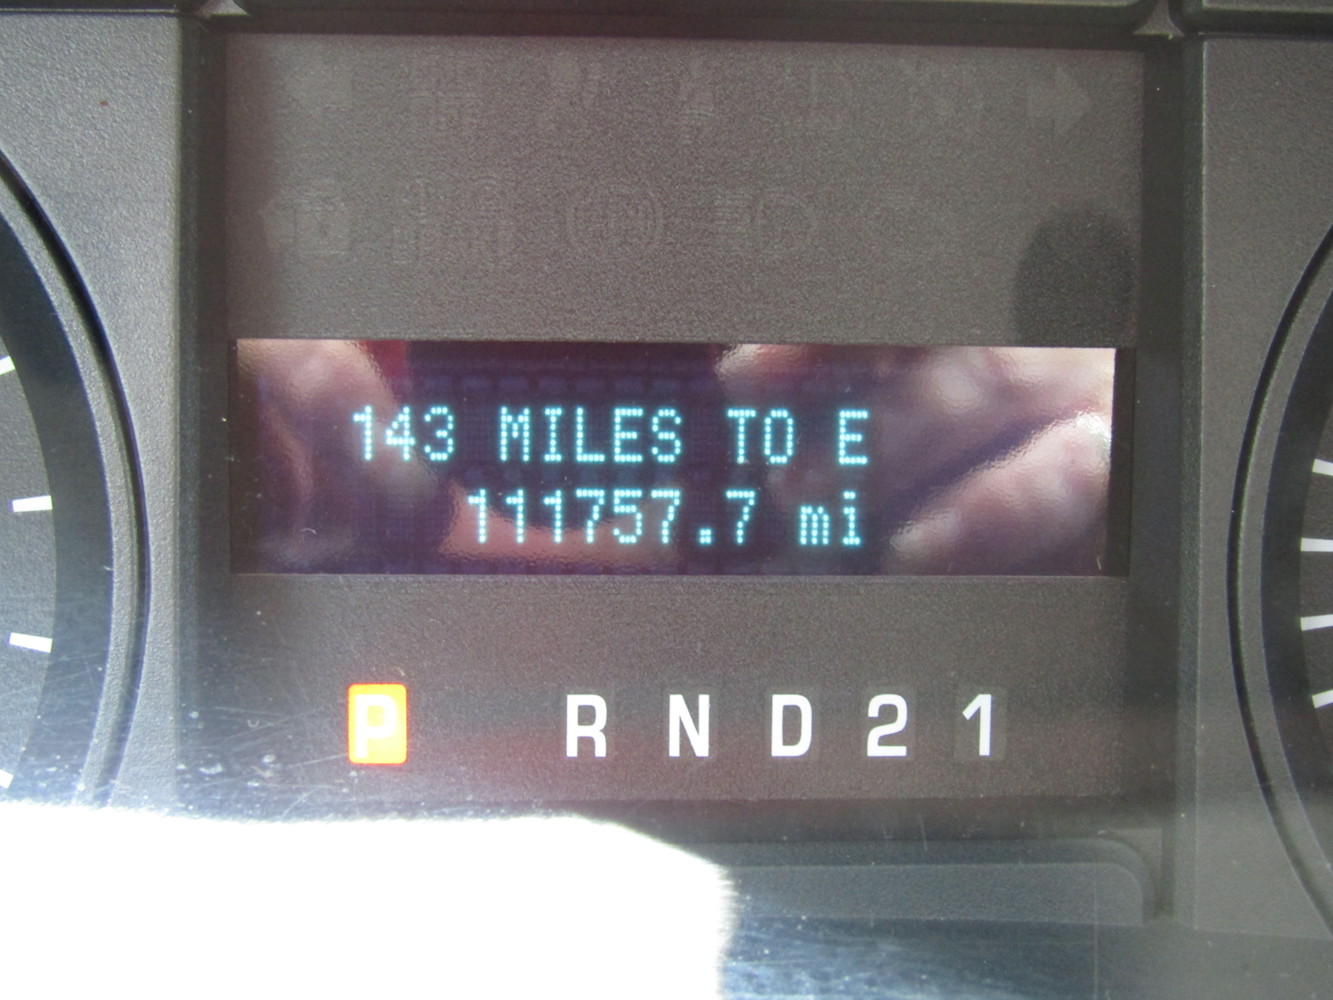 143 MILES TO E
111757.7 mi
P R N D 2 1